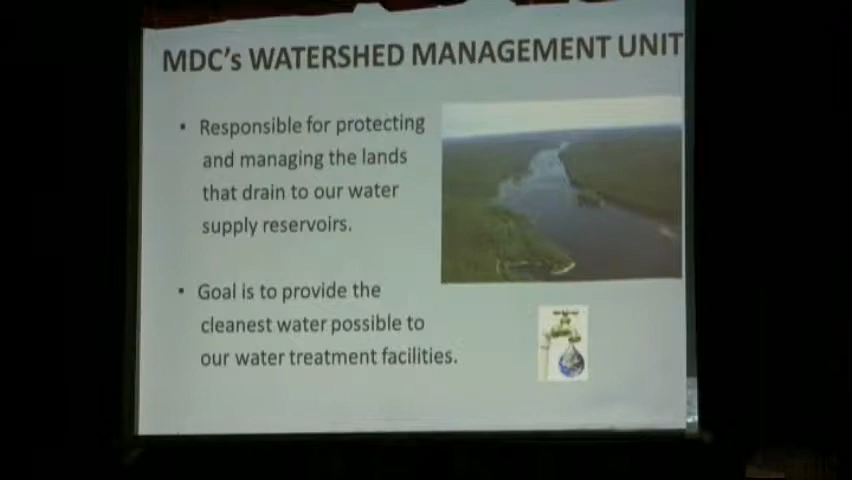 MDC's WATERSHED MANAGEMENT UNIT
• Responsible for protecting
and managing the lands
that drain to our water
supply reservoirs.
• Goal is to provide the
cleanest water possible to
our water treatment facilities.